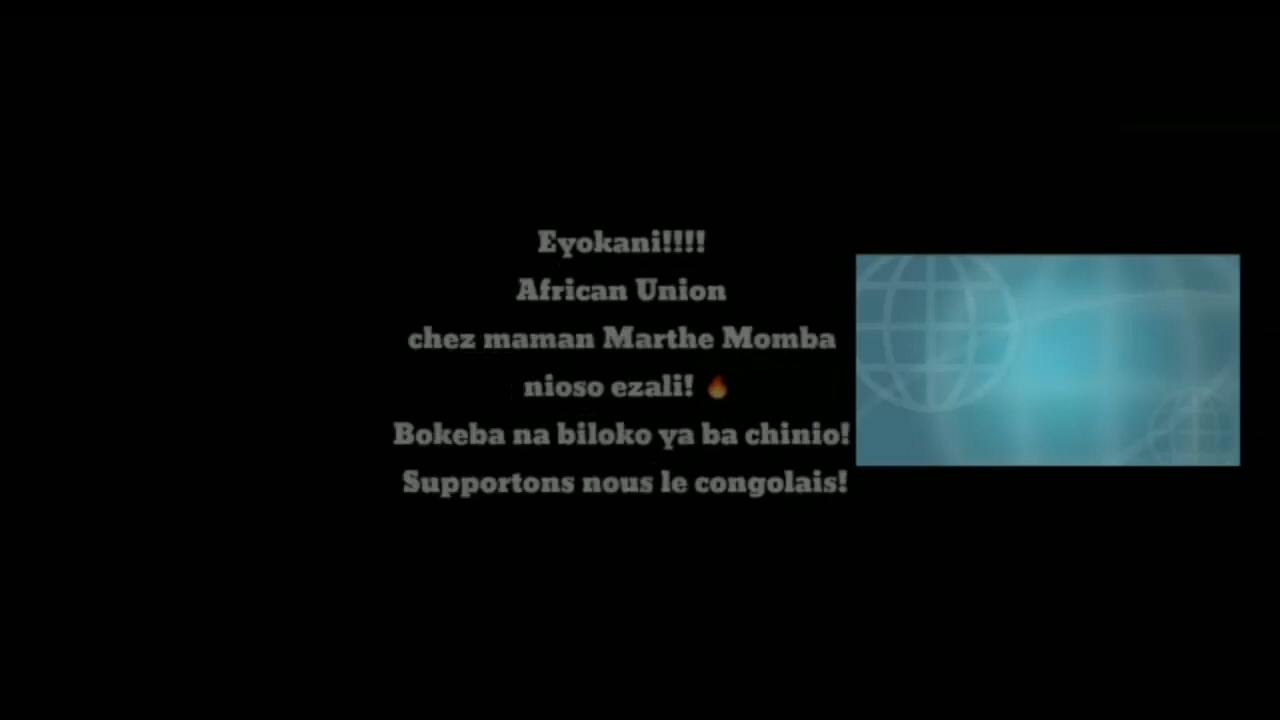 Eyokani!!!!
African Union
chez maman Marthe Momba
nioso ezali! 🔥
Bokeba na biloko ya ba chinio!
Supportons nous le congolais!